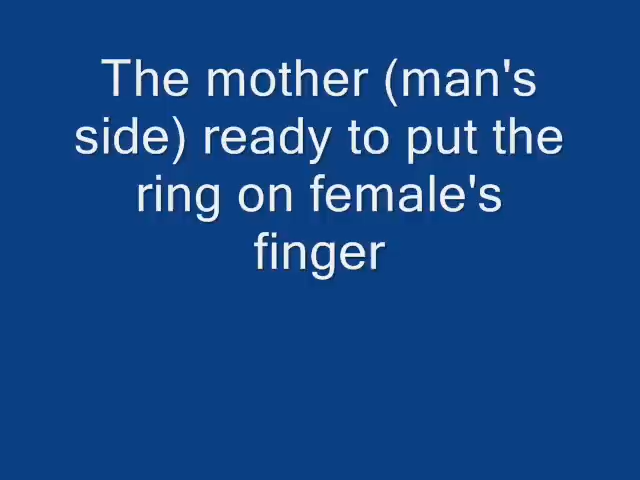 The mother (man's
side) ready to put the
ring on female's
finger